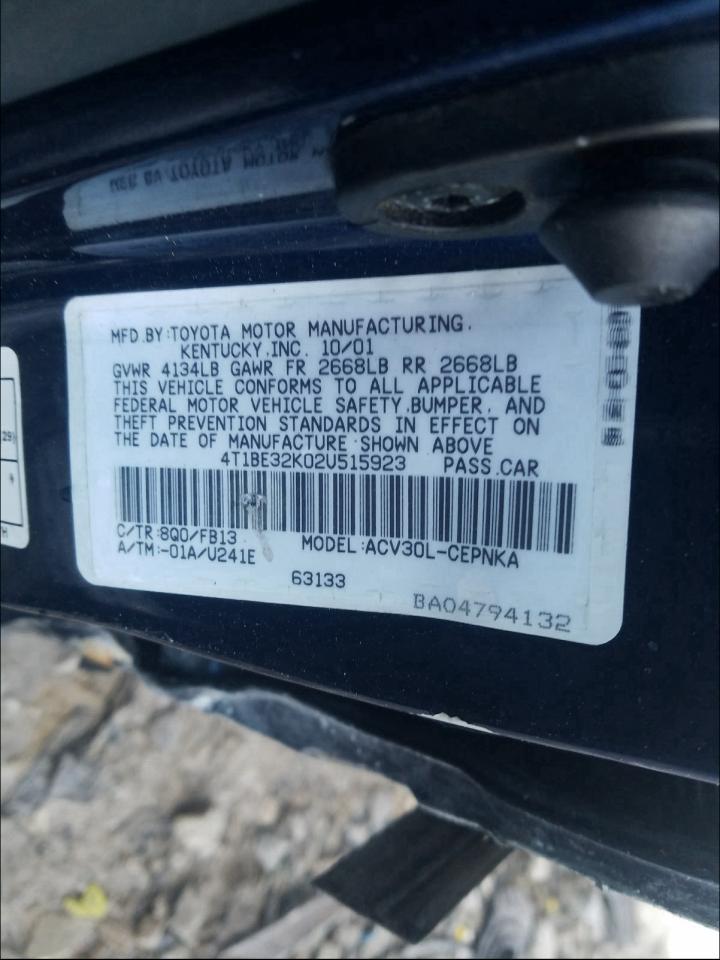 MFD.BY:TOYOTA MOTOR MANUFACTURING,
KENTUCKY,INC. 10/01
GVWR 4134LB GAWR FR 2668LB RR 2668LB
THIS VEHICLE CONFORMS TO ALL APPLICABLE
FEDERAL MOTOR VEHICLE SAFETY,BUMPER, AND
THEFT PREVENTION STANDARDS IN EFFECT ON
THE DATE OF MANUFACTURE SHOWN ABOVE
4T1BE32K02U515923 PASS.CAR
C/TR:8Q0/FB13 MODEL:ACV30L-CEPNKA
A/TM:-01A/U241E
63133
BA04794132